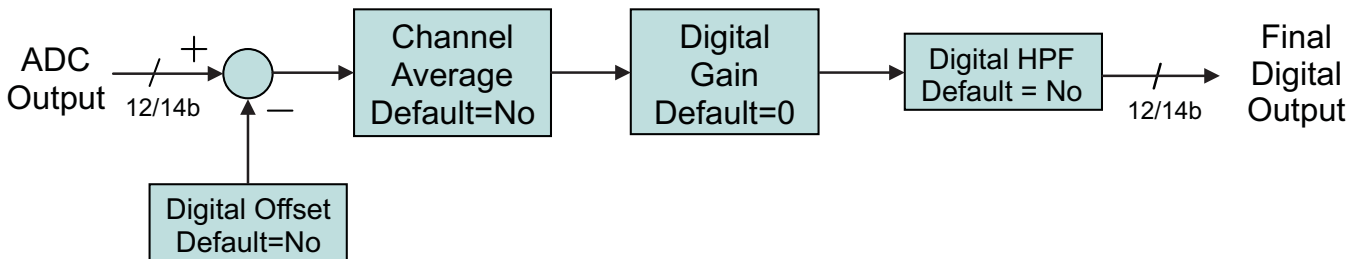 ADC
Output
12/14b
+
−
Digital Offset
Default=No
Channel
Average
Default=No
Digital
Gain
Default=0
Digital HPF
Default = No
12/14b
Final
Digital
Output